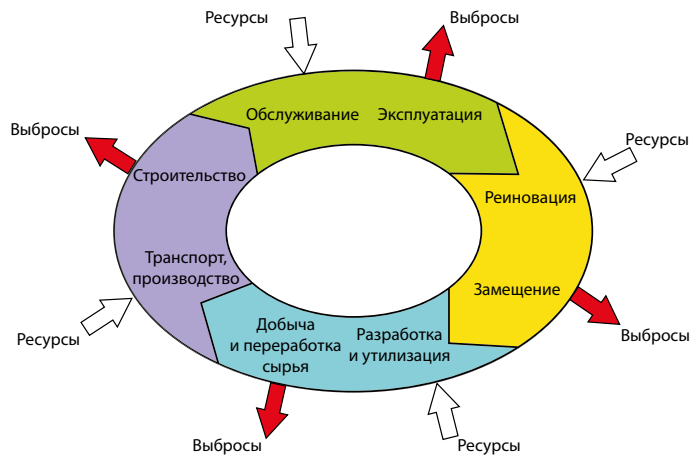 Ресурсы
Выбросы
Обслуживание
Эксплуатация
Выбросы
Ресурсы
Строительство
Реиновация
Транспорт,
производство
Замещение
Ресурсы
Добыча
и переработка
сырья
Разработка
и утилизация
Выбросы
Выбросы
Ресурсы